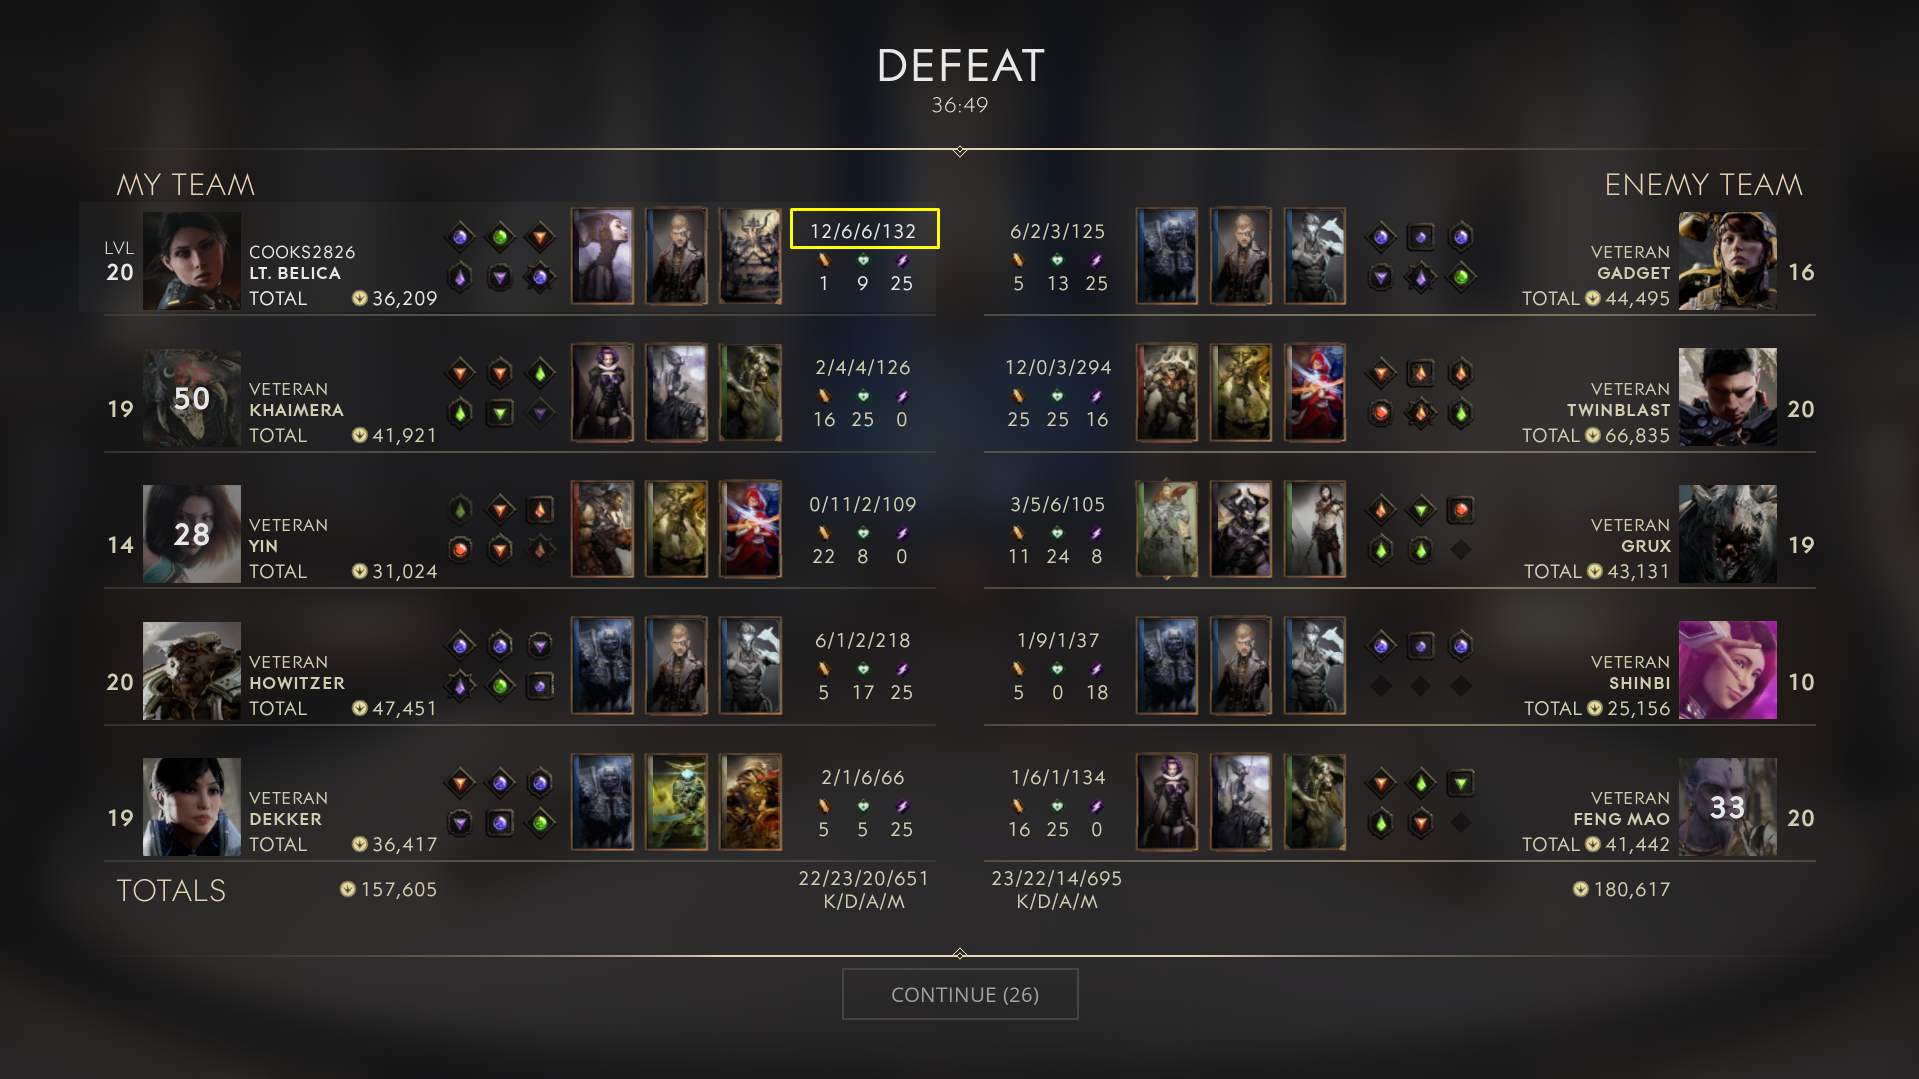 DEFEAT
36:49
MY TEAM
ENEMY TEAM
LVL
20
COOKS2826
LT. BELICA
TOTAL 36,209
12/6/6/132
1 9 25
6/2/3/125
5 13 25
VETERAN
GADGET
TOTAL 44,495
16
19
50
VETERAN
KHAIMERA
TOTAL 41,921
2/4/4/126
16 25 0
12/0/3/294
25 25 16
VETERAN
TWINBLAST
TOTAL 66,835
20
14
28
VETERAN
YIN
TOTAL 31,024
0/11/2/109
22 8 0
3/5/6/105
11 24 8
VETERAN
GRUX
TOTAL 43,131
19
20
VETERAN
HOWITZER
TOTAL 47,451
6/1/2/218
5 17 25
1/9/1/37
5 0 18
VETERAN
SHINBI
TOTAL 25,156
10
19
VETERAN
DEKKER
TOTAL 36,417
2/1/6/66
5 5 25
1/6/1/134
16 25 0
VETERAN
FENG MAO
TOTAL 41,442
33
20
TOTALS
157,605
22/23/20/651
K/D/A/M
23/22/14/695
K/D/A/M
180,617
CONTINUE (26)